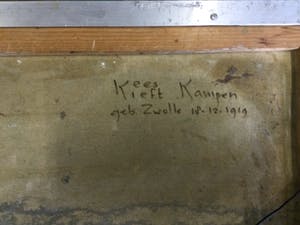 Kees
Kieft Kampen
geb. Zwolle 18-12-1919